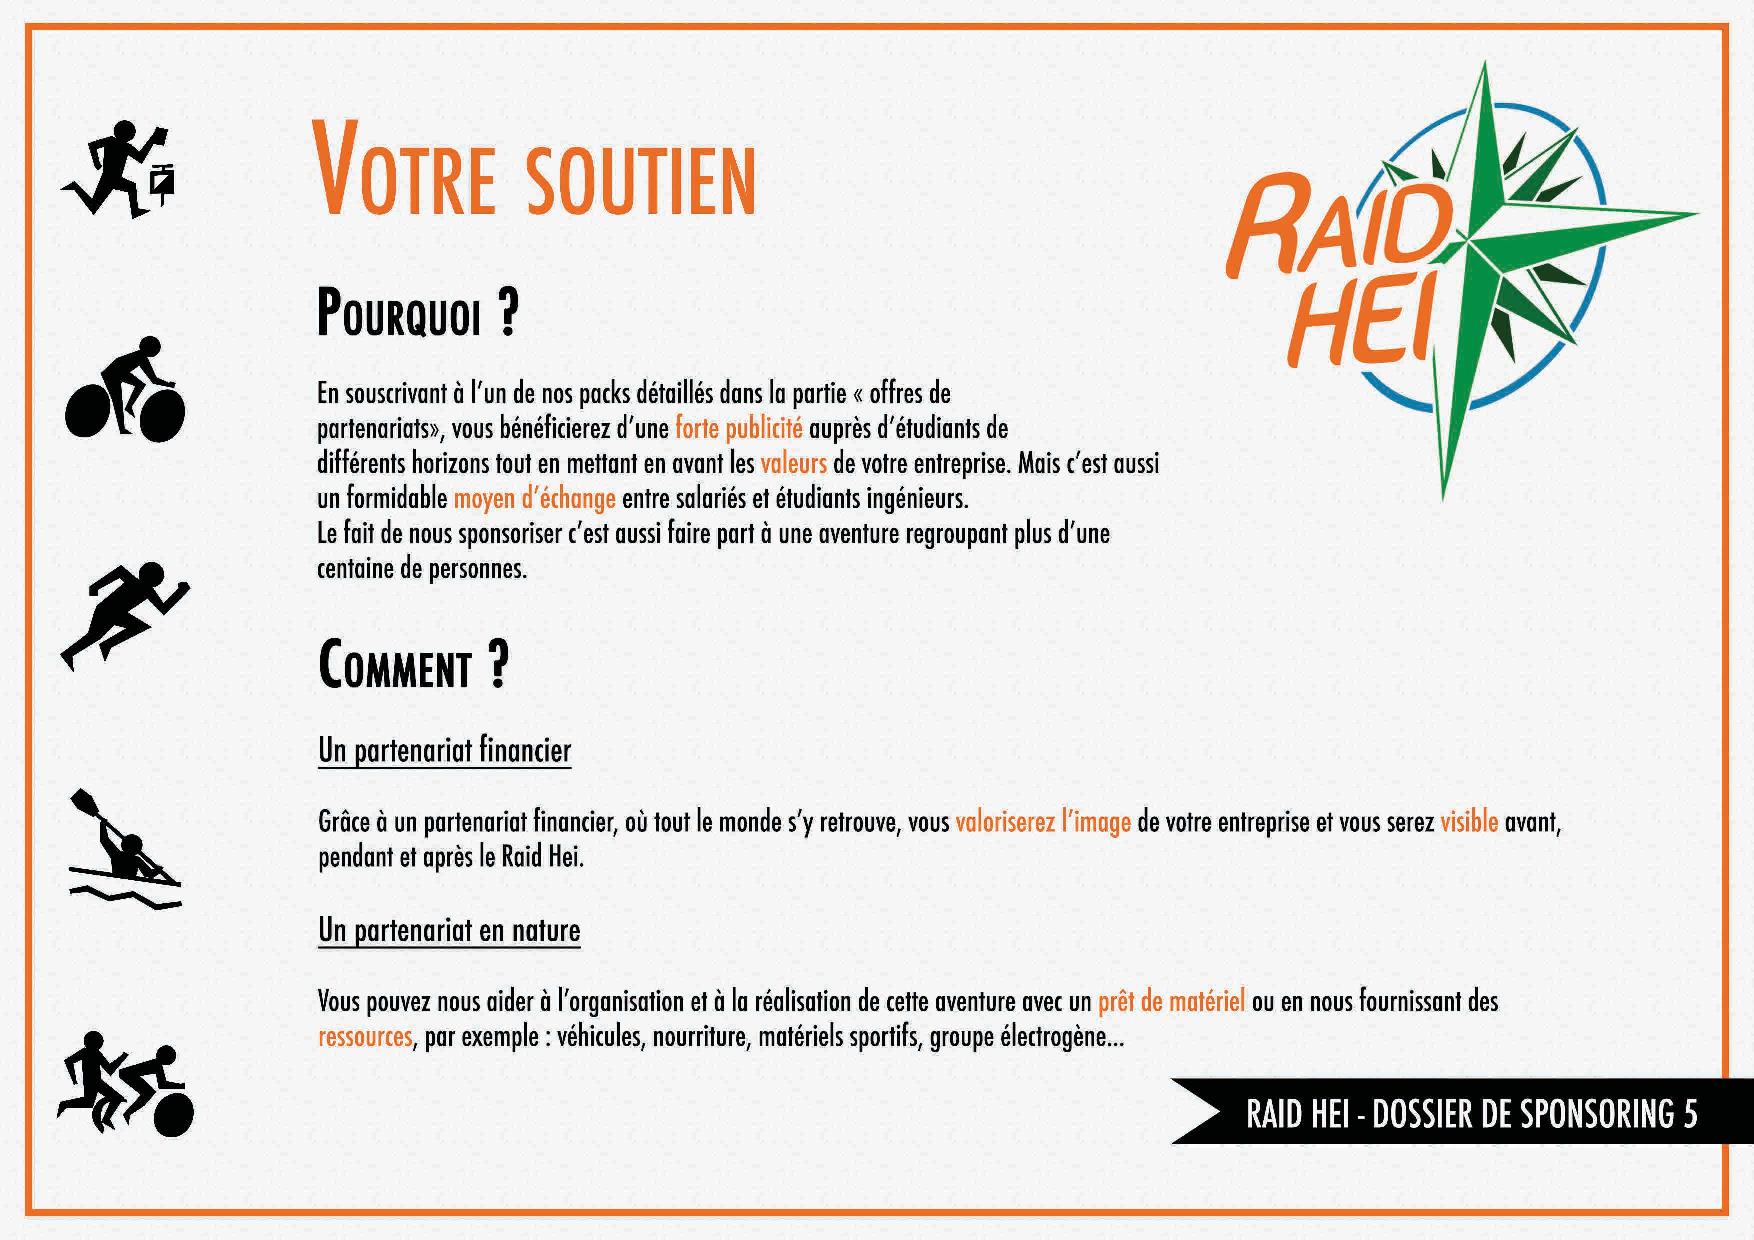 Votre soutien
RAID
HEI
Pourquoi ?
En souscrivant à l'un de nos packs détaillés dans la partie « offres de
partenariats», vous bénéficierez d'une forte publicité auprès d'étudiants de
différents horizons tout en mettant en avant les valeurs de votre entreprise. Mais c'est aussi
un formidable moyen d'échange entre salariés et étudiants ingénieurs.
Le fait de nous sponsoriser c'est aussi faire part à une aventure regroupant plus d'une
centaine de personnes.
Comment ?
Un partenariat financier
Grâce à un partenariat financier, où tout le monde s'y retrouve, vous valoriserez l'image de votre entreprise et vous serez visible avant,
pendant et après le Raid Hei.
Un partenariat en nature
Vous pouvez nous aider à l'organisation et à la réalisation de cette aventure avec un prêt de matériel ou en nous fournissant des
ressources, par exemple : véhicules, nourriture, matériels sportifs, groupe électrogène...
RAID HEI - DOSSIER DE SPONSORING 5